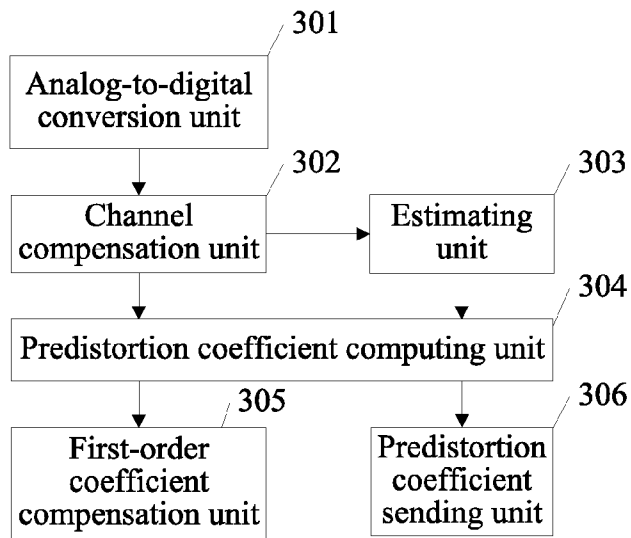 301
Analog-to-digital
conversion unit
302
303
Channel
compensation unit
Estimating
unit
304
Predistortion coefficient computing unit
305
306
First-order
coefficient
compensation unit
Predistortion
coefficient
sending unit